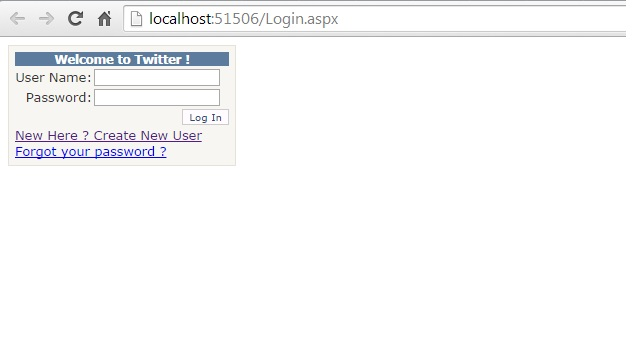 localhost:51506/Login.aspx
Welcome to Twitter !
User Name:
Password:
Log In
New Here ? Create New User
Forgot your password ?